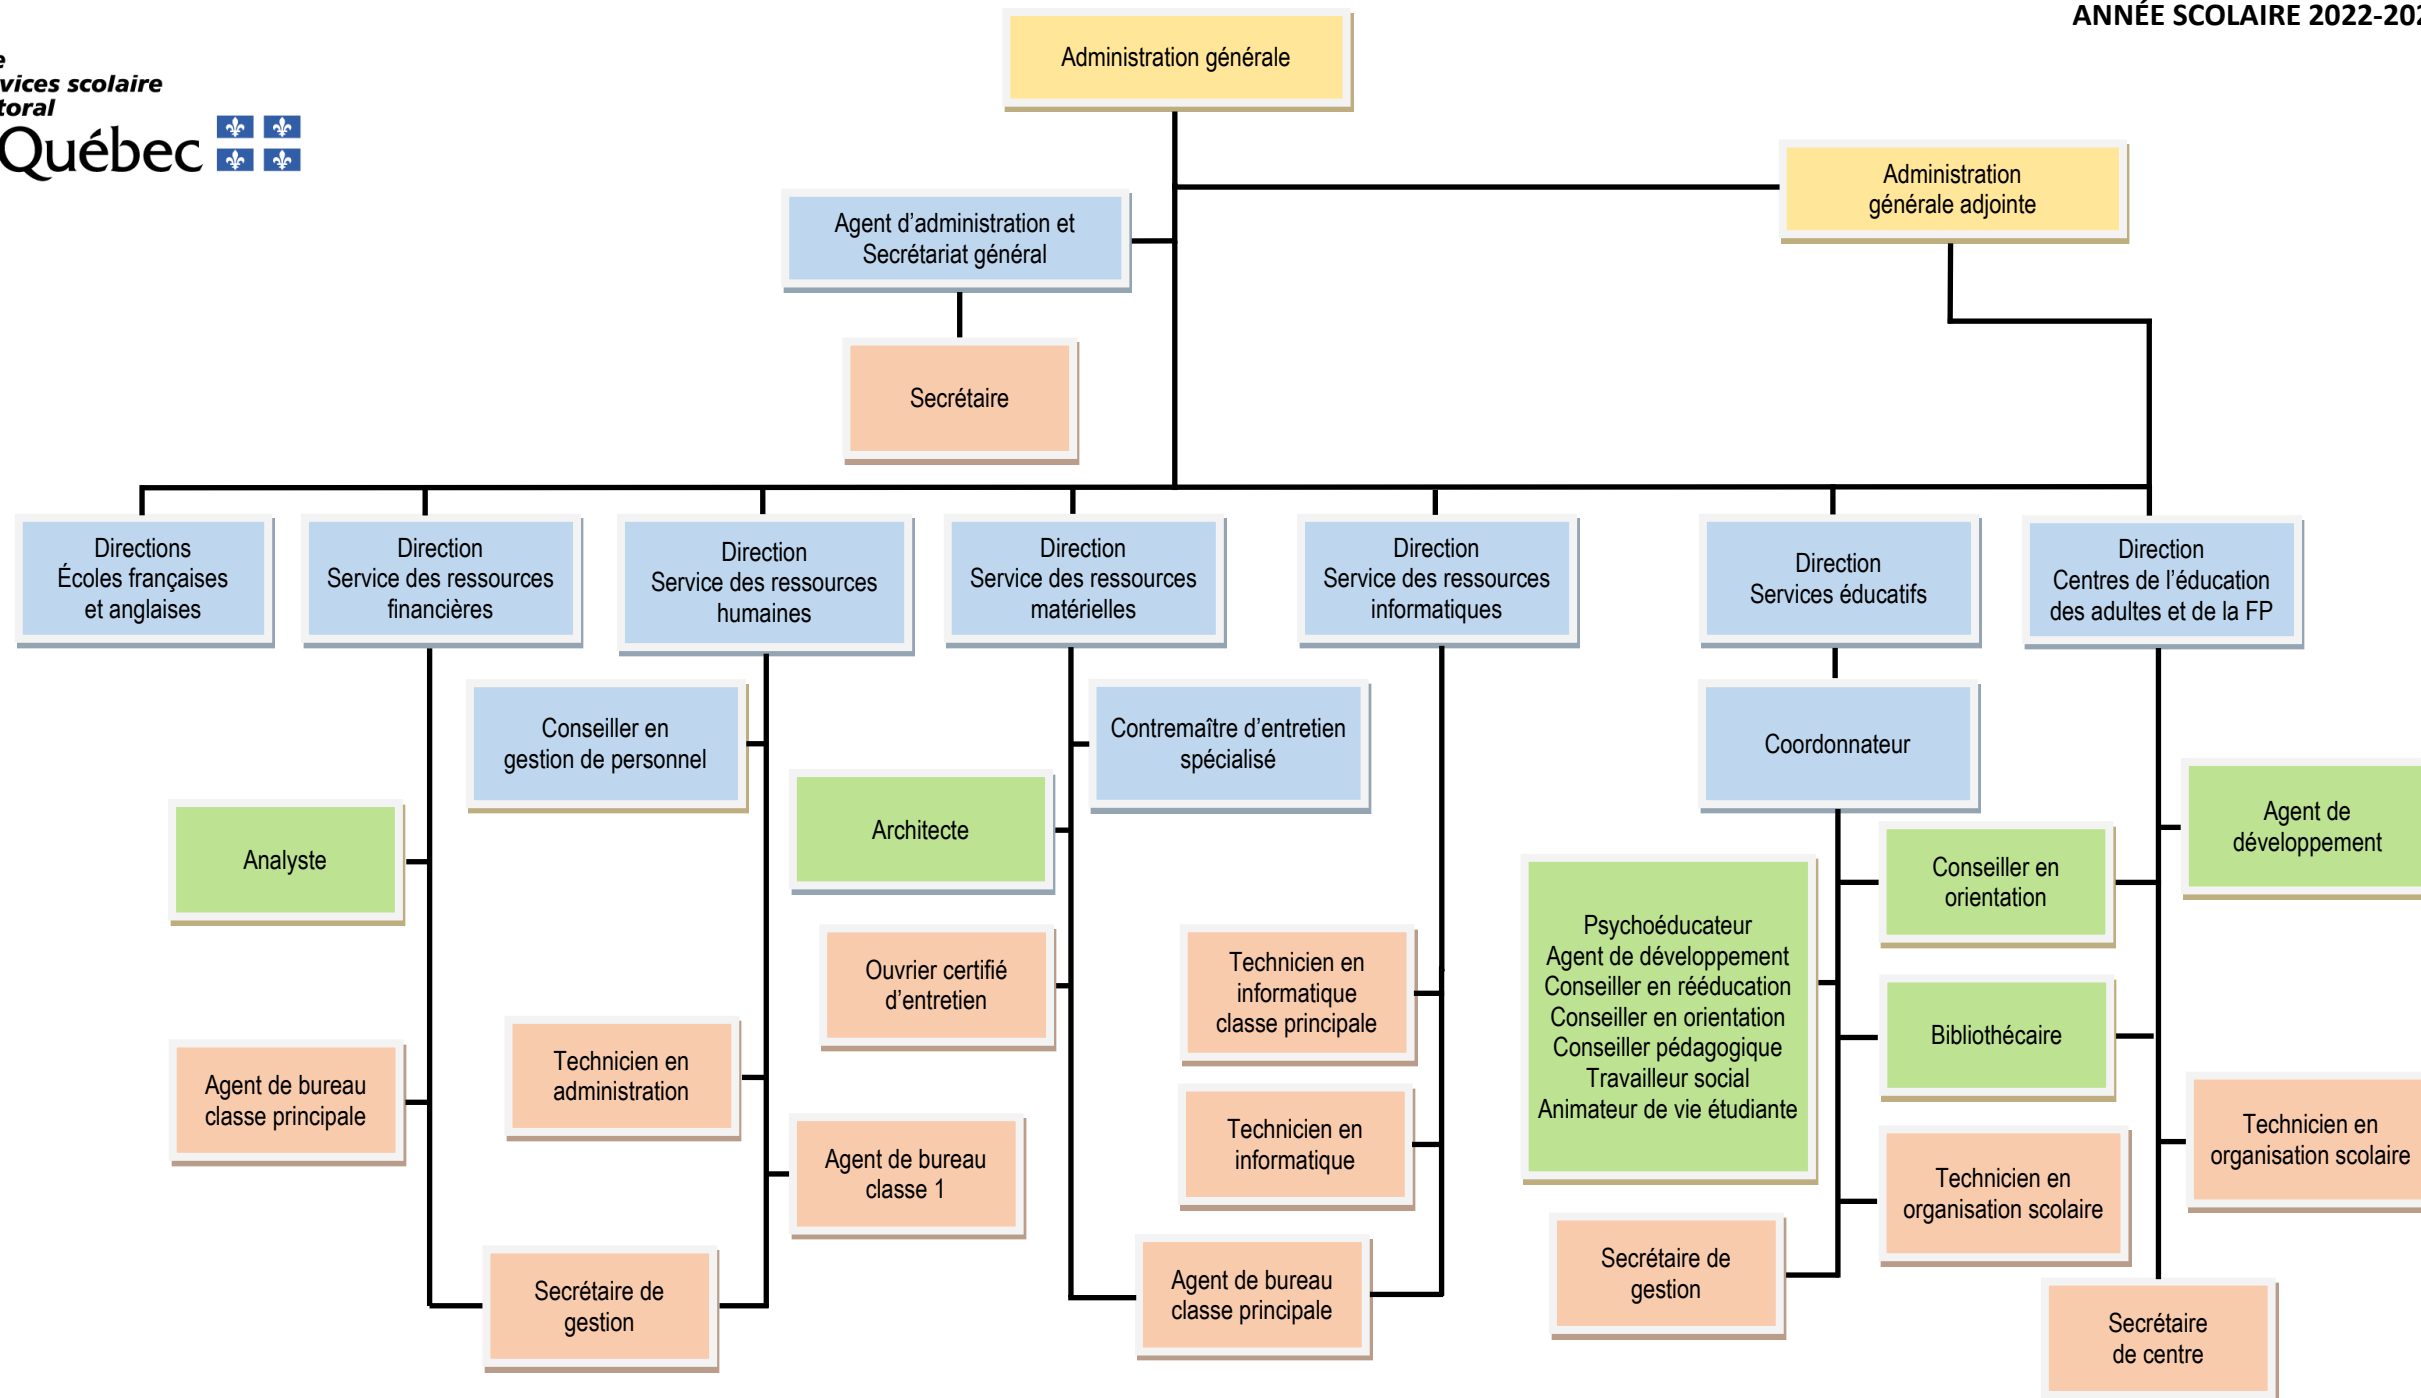 ANNÉE SCOLAIRE 2022-202
e
vices scolaire
toral
Québec
Administration générale
Administration
générale adjointe
Agent d’administration et
Secrétariat général
Secrétaire
Directions
Écoles françaises
et anglaises
Direction
Service des ressources
financières
Direction
Service des ressources
humaines
Direction
Service des ressources
matérielles
Direction
Service des ressources
informatiques
Direction
Services éducatifs
Direction
Centres de l’éducation
des adultes et de la FP
Conseiller en
gestion de personnel
Contremaître d’entretien
spécialisé
Coordonnateur
Analyste
Architecte
Conseiller en
orientation
Agent de
développement
Ouvrier certifié
d’entretien
Technicien en
informatique
classe principale
Psychoéducateur
Agent de développement
Conseiller en rééducation
Conseiller en orientation
Conseiller pédagogique
Travailleur social
Animateur de vie étudiante
Bibliothécaire
Agent de bureau
classe principale
Technicien en
administration
Agent de bureau
classe 1
Technicien en
informatique
Technicien en
organisation scolaire
Technicien en
organisation scolaire
Secrétaire de
gestion
Agent de bureau
classe principale
Secrétaire de
gestion
Secrétaire
de centre